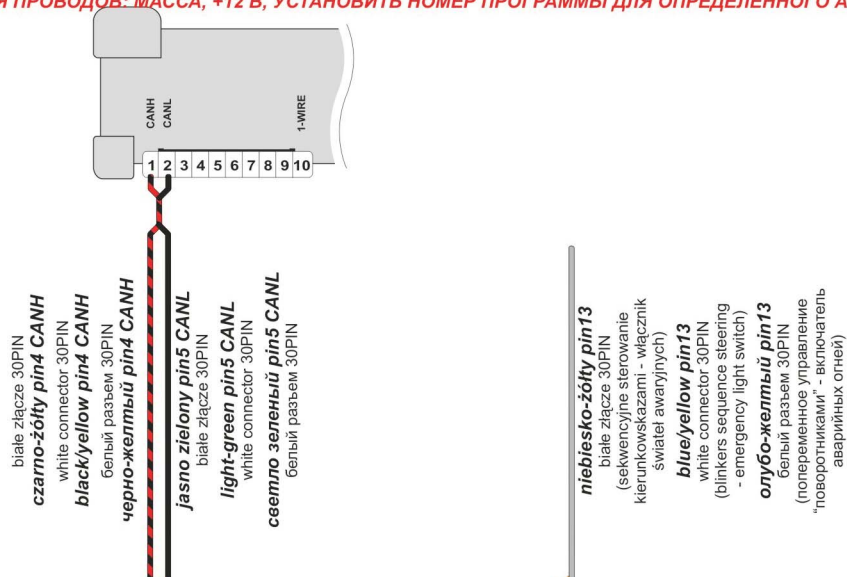 Я ПРОВОДОВ: МАССА, +12 В, УСТАНОВИТЬ НОМЕР ПРОГРАММЫ ДЛЯ ОПРЕДЕЛЕННОГО А
CANH
CANL
1-WIRE
1 2 3 4 5 6 7 8 9 10
białe złącze 30PIN
czarno-żółty pin4 CANH
white connector 30PIN
black/yellow pin4 CANH
белый разъем 30PIN
черно-желтый pin4 CANH
jasno zielony pin5 CANL
białe złącze 30PIN
light-green pin5 CANL
white connector 30PIN
светло зеленый pin5 CANL
белый разъем 30PIN
niebiesko-żółty pin13
białe złącze 30PIN
(sekwencyjne sterowanie
kierunkowskazami - włącznik
świateł awaryjnych)
blue/yellow pin13
white connector 30PIN
(blinkers sequence steering
- emergency light switch)
олубо-желтый pin13
белый разъем 30PIN
(попеременное управление
"поворотниками" - включатель
аварийных огней)